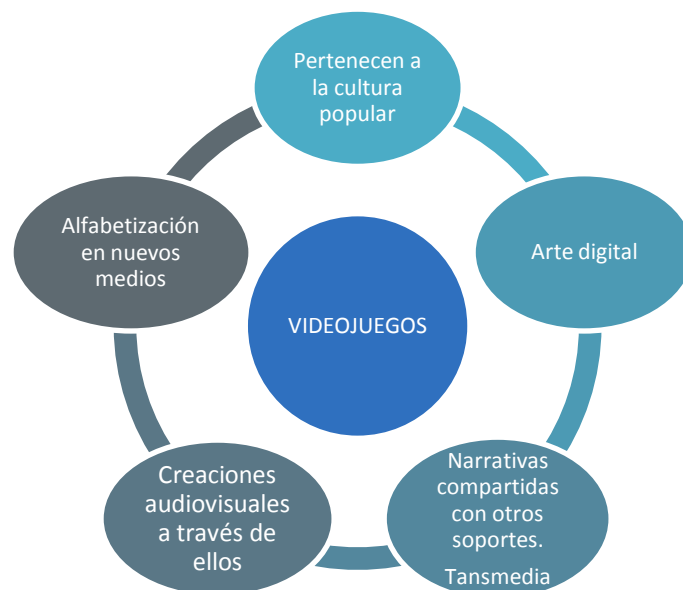 Pertenecen a
la cultura
popular
Arte digital
Narrativas
compartidas
con otros
soportes.
Tansmedia
Creaciones
audiovisuales
a través de
ellos
Alfabetización
en nuevos
medios
VIDEOJUEGOS